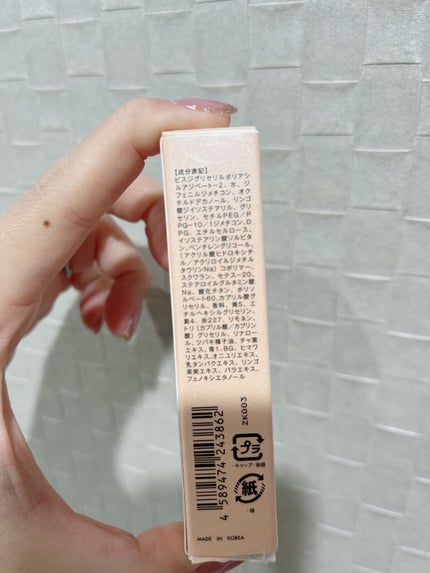 【成分表記】
ビスジグリセリルポリアシ
ルアジペート-2、水、ジ
フェニルジメチコン、オク
チルドデカノール、リンゴ
酸ジイソステアリル、グリ
セリン、セチルPEG/P
PG-10/1ジメチコン、D
PG、エチルセルロース、
イソステアリン酸ソルビタ
ン、ペンチレングリコール、
(アクリル酸ヒドロキシエチ
ル/アクリロイルジメチル
タウリンNa)コポリマー、
スクワラン、セテス-20、
ステアロイルグルタミン酸
Na、酸化チタン、ポリソ
ルベート60、カプリル酸グ
リセリル、香料、黄5、エ
チルヘキシルグリセリン、
黄4、赤227、リモネン、
トリ(カプリル酸/カプリン
酸)グリセリル、リナロー
ル、ツバキ種子油、チャ葉
エキス、青1、BG、ヒマワ
リエキス、オニユリエキス、
乳タンパクエキス、リンゴ
果実エキス、バラエキス、
フェノキシエタノール
ZK003
4 589474 243862
プラ
・キャップ・容器
紙
・箱
MADE IN KOREA